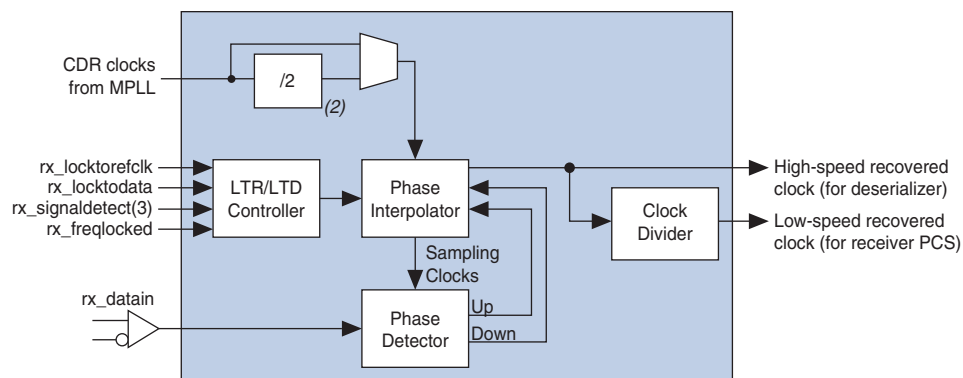 CDR clocks
from MPLL
/2
(2)
rx_locktorefclk
rx_locktodata
rx_signaldetect(3)
rx_freqlocked
LTR/LTD
Controller
Phase
Interpolator
High-speed recovered
clock (for deserializer)
Clock
Divider
Low-speed recovered
clock (for receiver PCS)
Sampling
Clocks
rx_datain
Phase
Detector
Up
Down